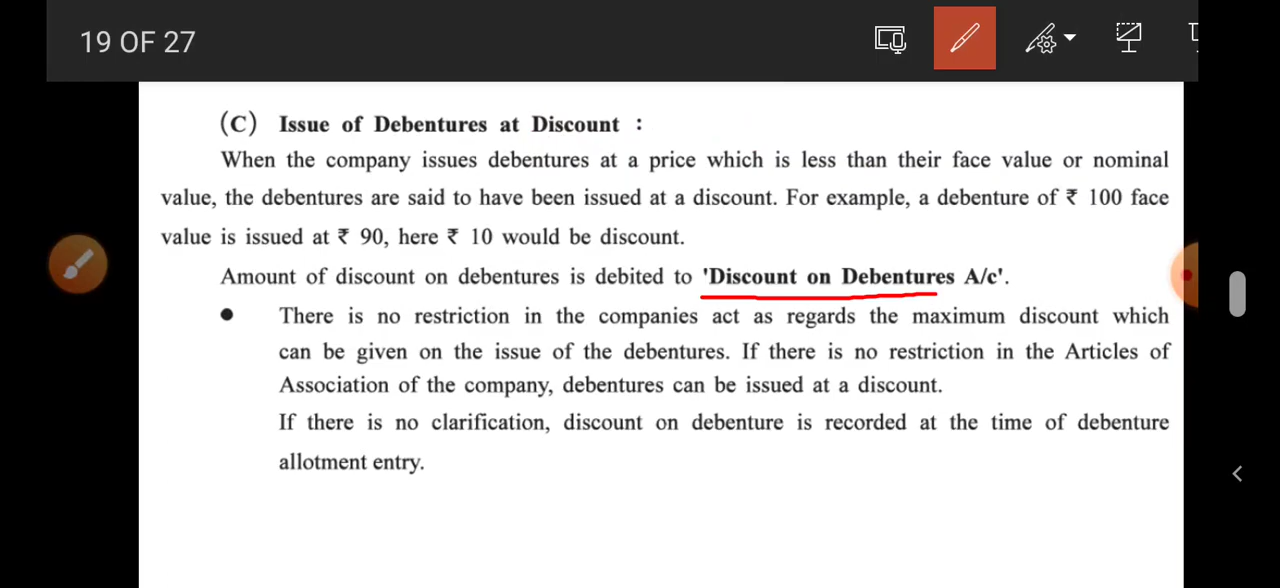 19 OF 27
(C) Issue of Debentures at Discount :
When the company issues debentures at a price which is less than their face value or nominal
value, the debentures are said to have been issued at a discount. For example, a debenture of ₹ 100 face
value is issued at ₹ 90, here ₹ 10 would be discount.
Amount of discount on debentures is debited to 'Discount on Debentures A/c'.
● There is no restriction in the companies act as regards the maximum discount which
can be given on the issue of the debentures. If there is no restriction in the Articles of
Association of the company, debentures can be issued at a discount.
If there is no clarification, discount on debenture is recorded at the time of debenture
allotment entry.